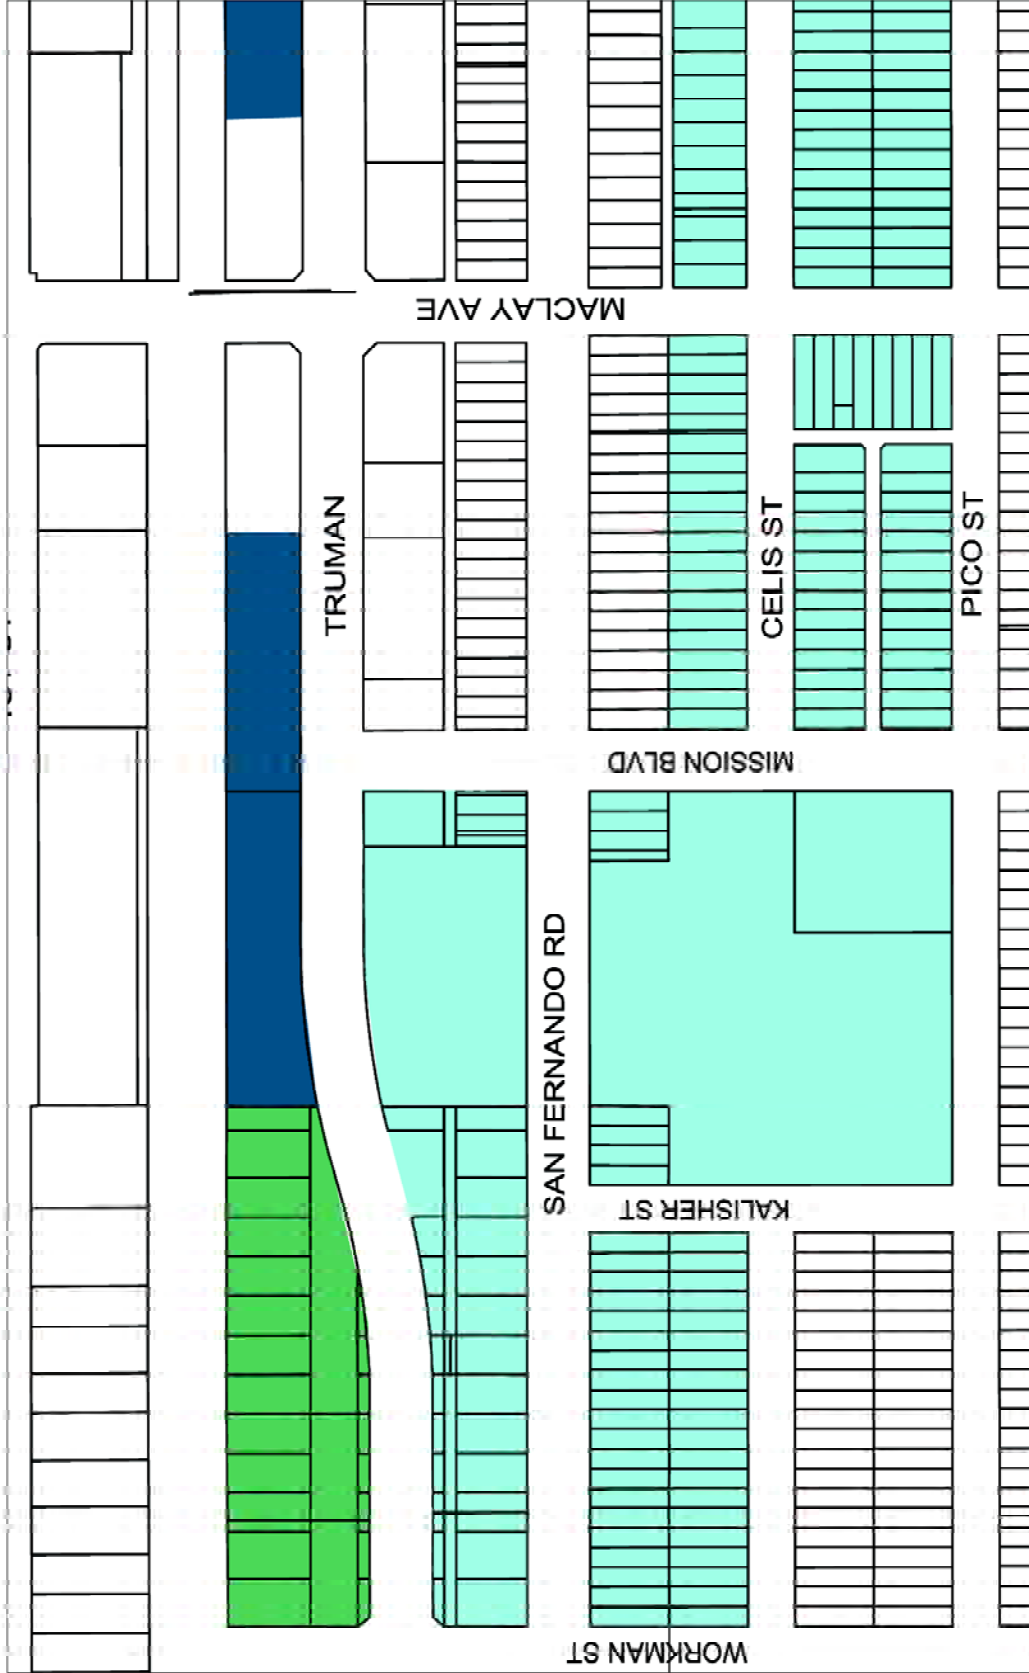 MACLAY AVE
TRUMAN
CELIS ST
PICO ST
MISSION BLVD
SAN FERNANDO RD
KALISHER ST
WORKMAN ST